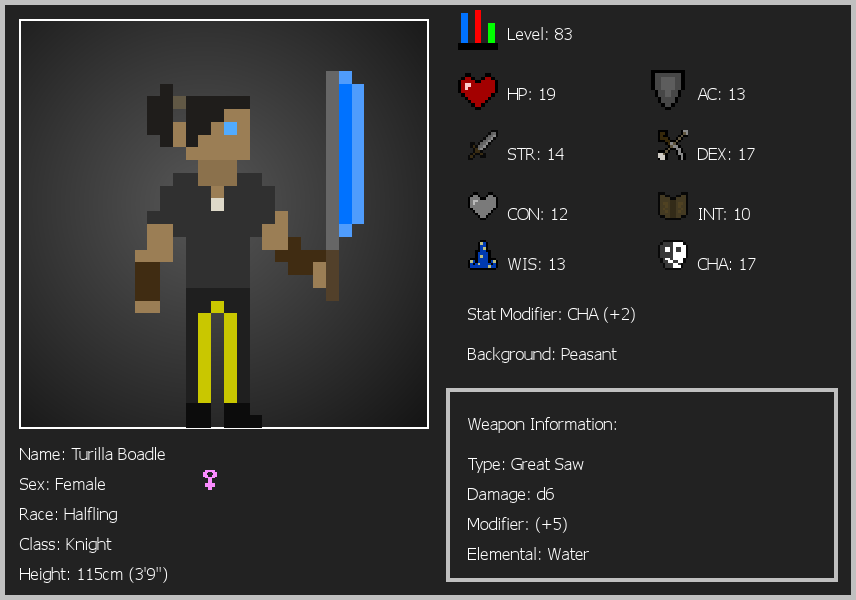 Level: 83
HP: 19
AC: 13
STR: 14
DEX: 17
CON: 12
INT: 10
WIS: 13
CHA: 17
Stat Modifier: CHA (+2)
Background: Peasant
Weapon Information:
Type: Great Saw
Damage: d6
Modifier: (+5)
Elemental: Water
Name: Turilla Boadle
Sex: Female
Race: Halfling
Class: Knight
Height: 115cm (3'9")